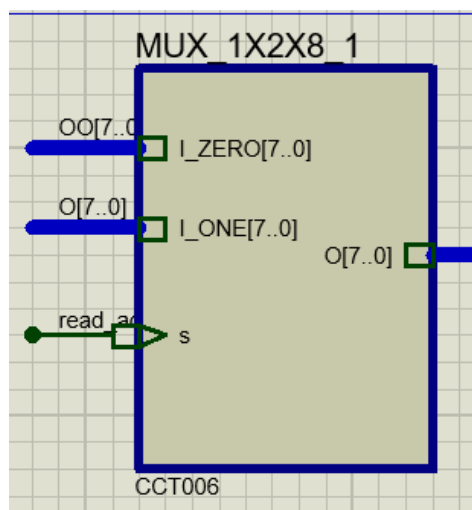 MUX_1X2X8_1
OO[7..0
I_ZERO[7..0]
O[7..0]
I_ONE[7..0]
O[7..0]
s
CCT006